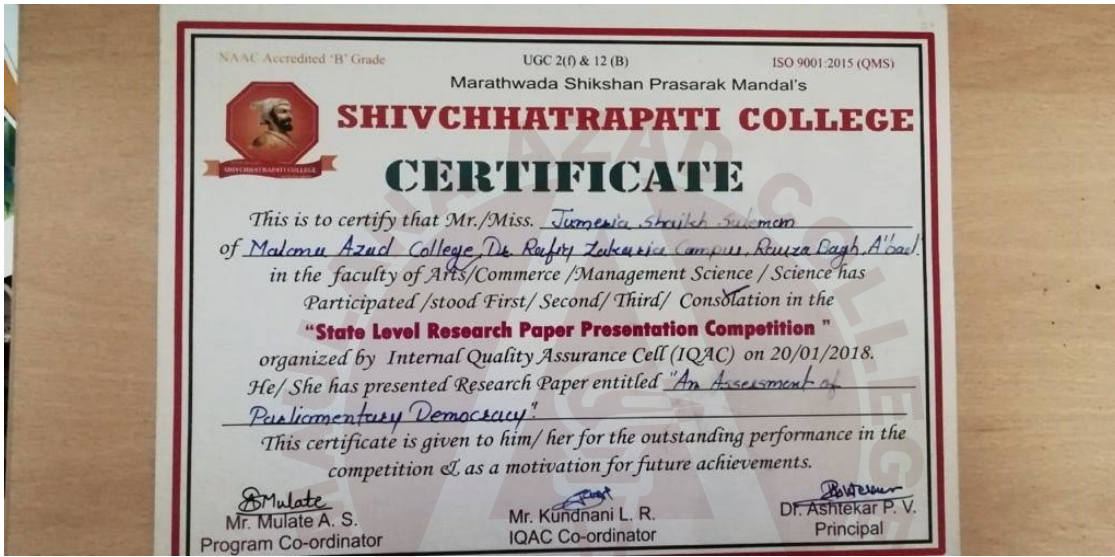 NAAC Accredited 'B' Grade UGC 2(f) & 12 (B) ISO 9001:2015 (QMS)
Marathwada Shikshan Prasarak Mandal's
SHIVCHHATRAPATI COLLEGE
SHIVCHHATRAPATI COLLEGE
CERTIFICATE
This is to certify that Mr./Miss. Jumeria Shaikh Suleman
of Malana Azad College, Dr. Rafiq Zakaria Campus, Rauza Bagh, A'bad.
in the faculty of Arts/Commerce /Management Science / Science has
Participated /stood First/ Second/ Third/ Consolation in the
"State Level Research Paper Presentation Competition "
organized by Internal Quality Assurance Cell (IQAC) on 20/01/2018.
He/ She has presented Research Paper entitled "An Assessment of
Parliamentary Democracy".
This certificate is given to him/ her for the outstanding performance in the
competition & as a motivation for future achievements.
SMulate
Mr. Mulate A. S. Mr. Kundnani L. R. Dr. Ashtekar P. V.
Program Co-ordinator IQAC Co-ordinator Principal
AZAD COLLEGE